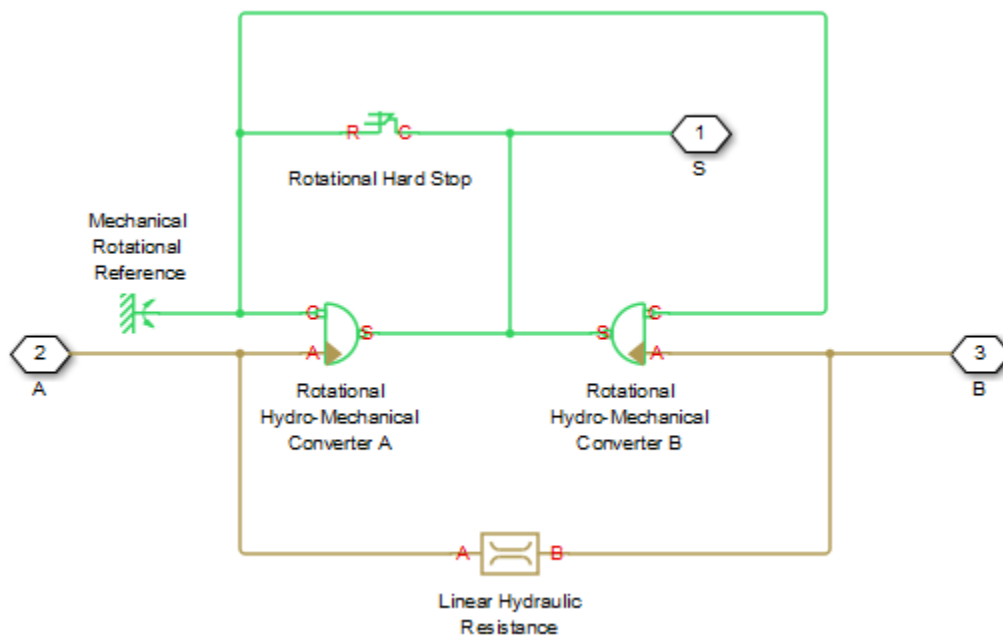 R
C
1
S
Rotational Hard Stop
Mechanical
Rotational
Reference
C
C
S
S
2
A
A
A
3
B
Rotational
Hydro-Mechanical
Converter A
Rotational
Hydro-Mechanical
Converter B
A
B
Linear Hydraulic
Resistance